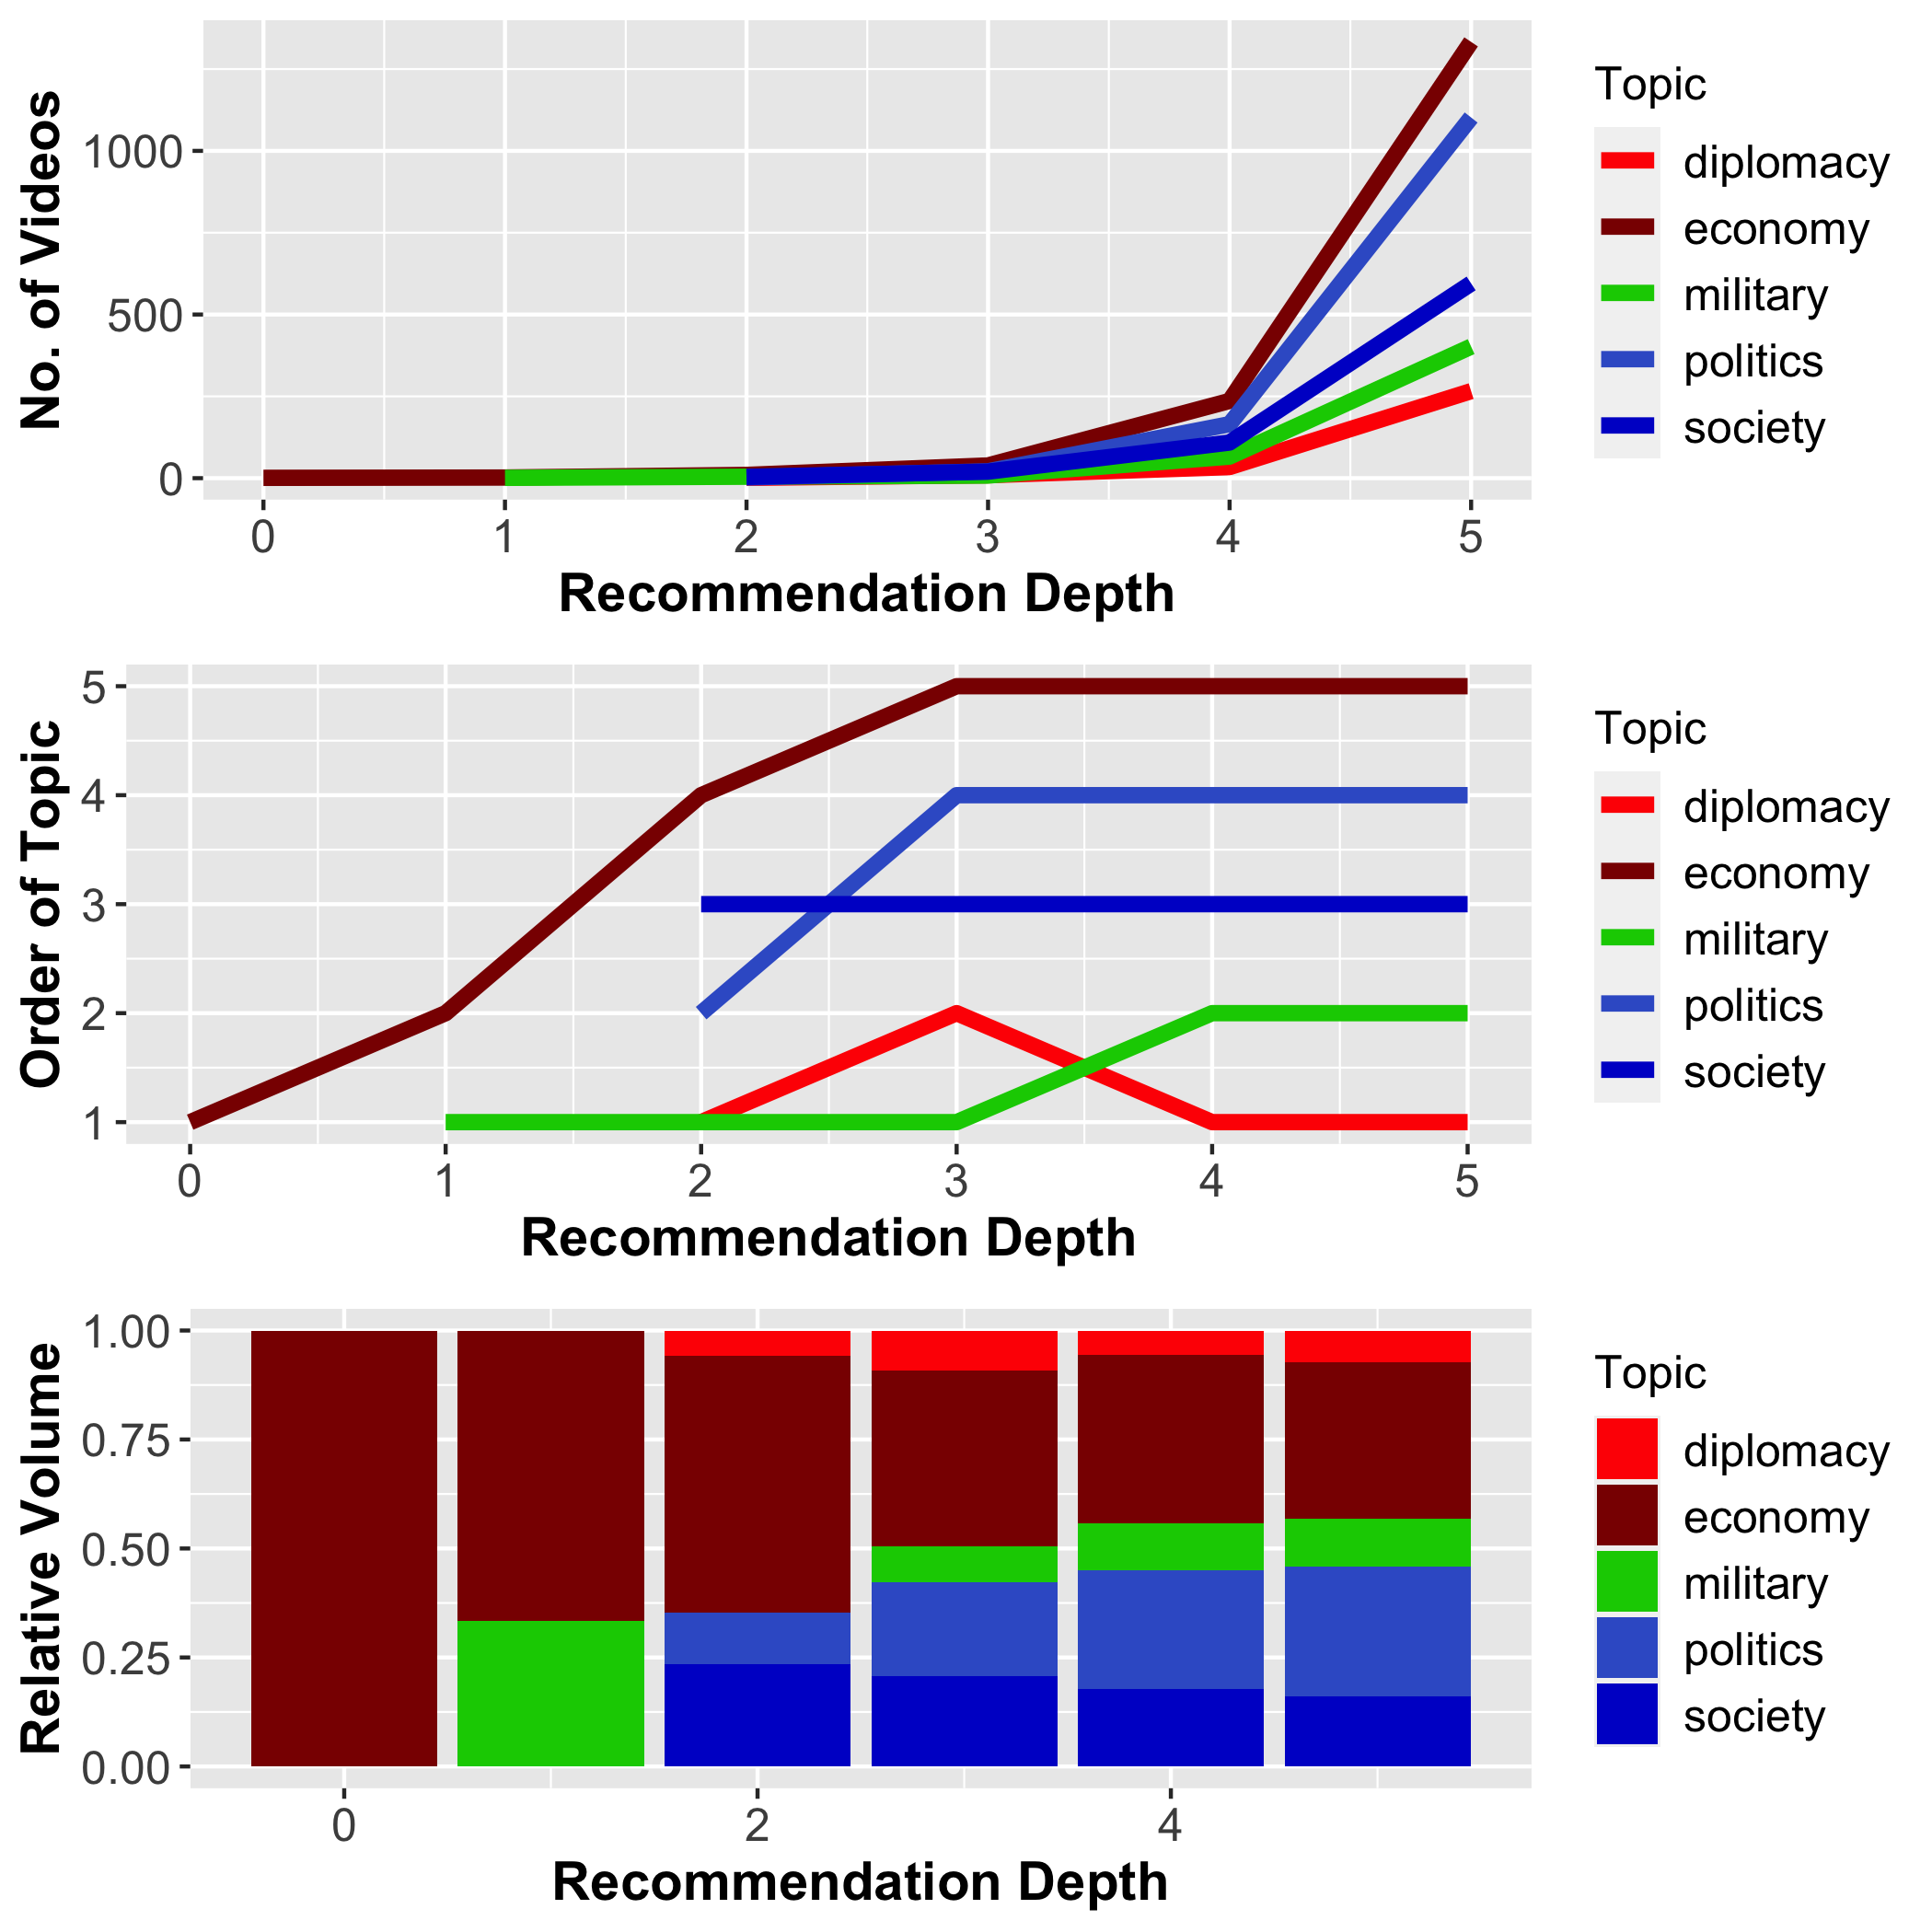 No. of Videos
1000
500
0
0 1 2 3 4 5
Recommendation Depth
Topic
diplomacy
economy
military
politics
society
Order of Topic
5
4
3
2
1
0 1 2 3 4 5
Recommendation Depth
Topic
diplomacy
economy
military
politics
society
Relative Volume
1.00
0.75
0.50
0.25
0.00
0 2 4
Recommendation Depth
Topic
diplomacy
economy
military
politics
society